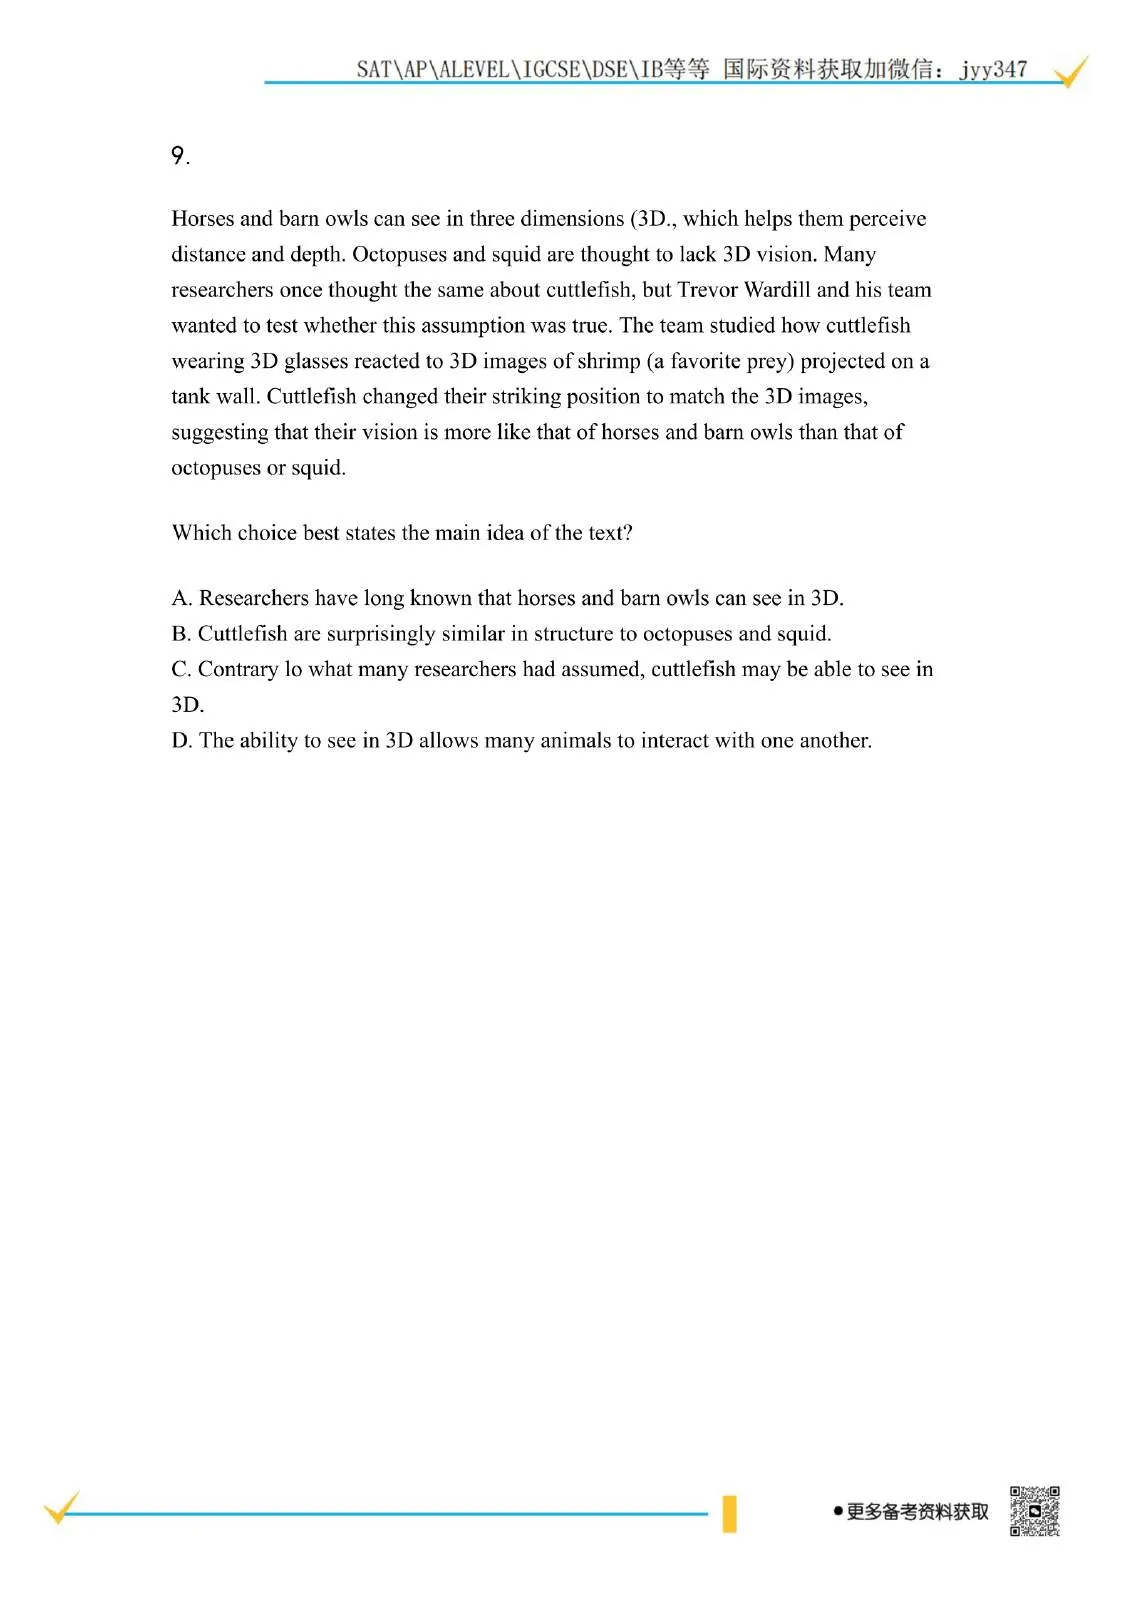 SAT\AP\ALEVEL\IGCSE\DSE\IB等等 国际资料获取加微信：jyy347
9.
Horses and barn owls can see in three dimensions (3D., which helps them perceive
distance and depth. Octopuses and squid are thought to lack 3D vision. Many
researchers once thought the same about cuttlefish, but Trevor Wardill and his team
wanted to test whether this assumption was true. The team studied how cuttlefish
wearing 3D glasses reacted to 3D images of shrimp (a favorite prey) projected on a
tank wall. Cuttlefish changed their striking position to match the 3D images,
suggesting that their vision is more like that of horses and barn owls than that of
octopuses or squid.
Which choice best states the main idea of the text?
A. Researchers have long known that horses and barn owls can see in 3D.
B. Cuttlefish are surprisingly similar in structure to octopuses and squid.
C. Contrary lo what many researchers had assumed, cuttlefish may be able to see in
3D.
D. The ability to see in 3D allows many animals to interact with one another.
●更多备考资料获取